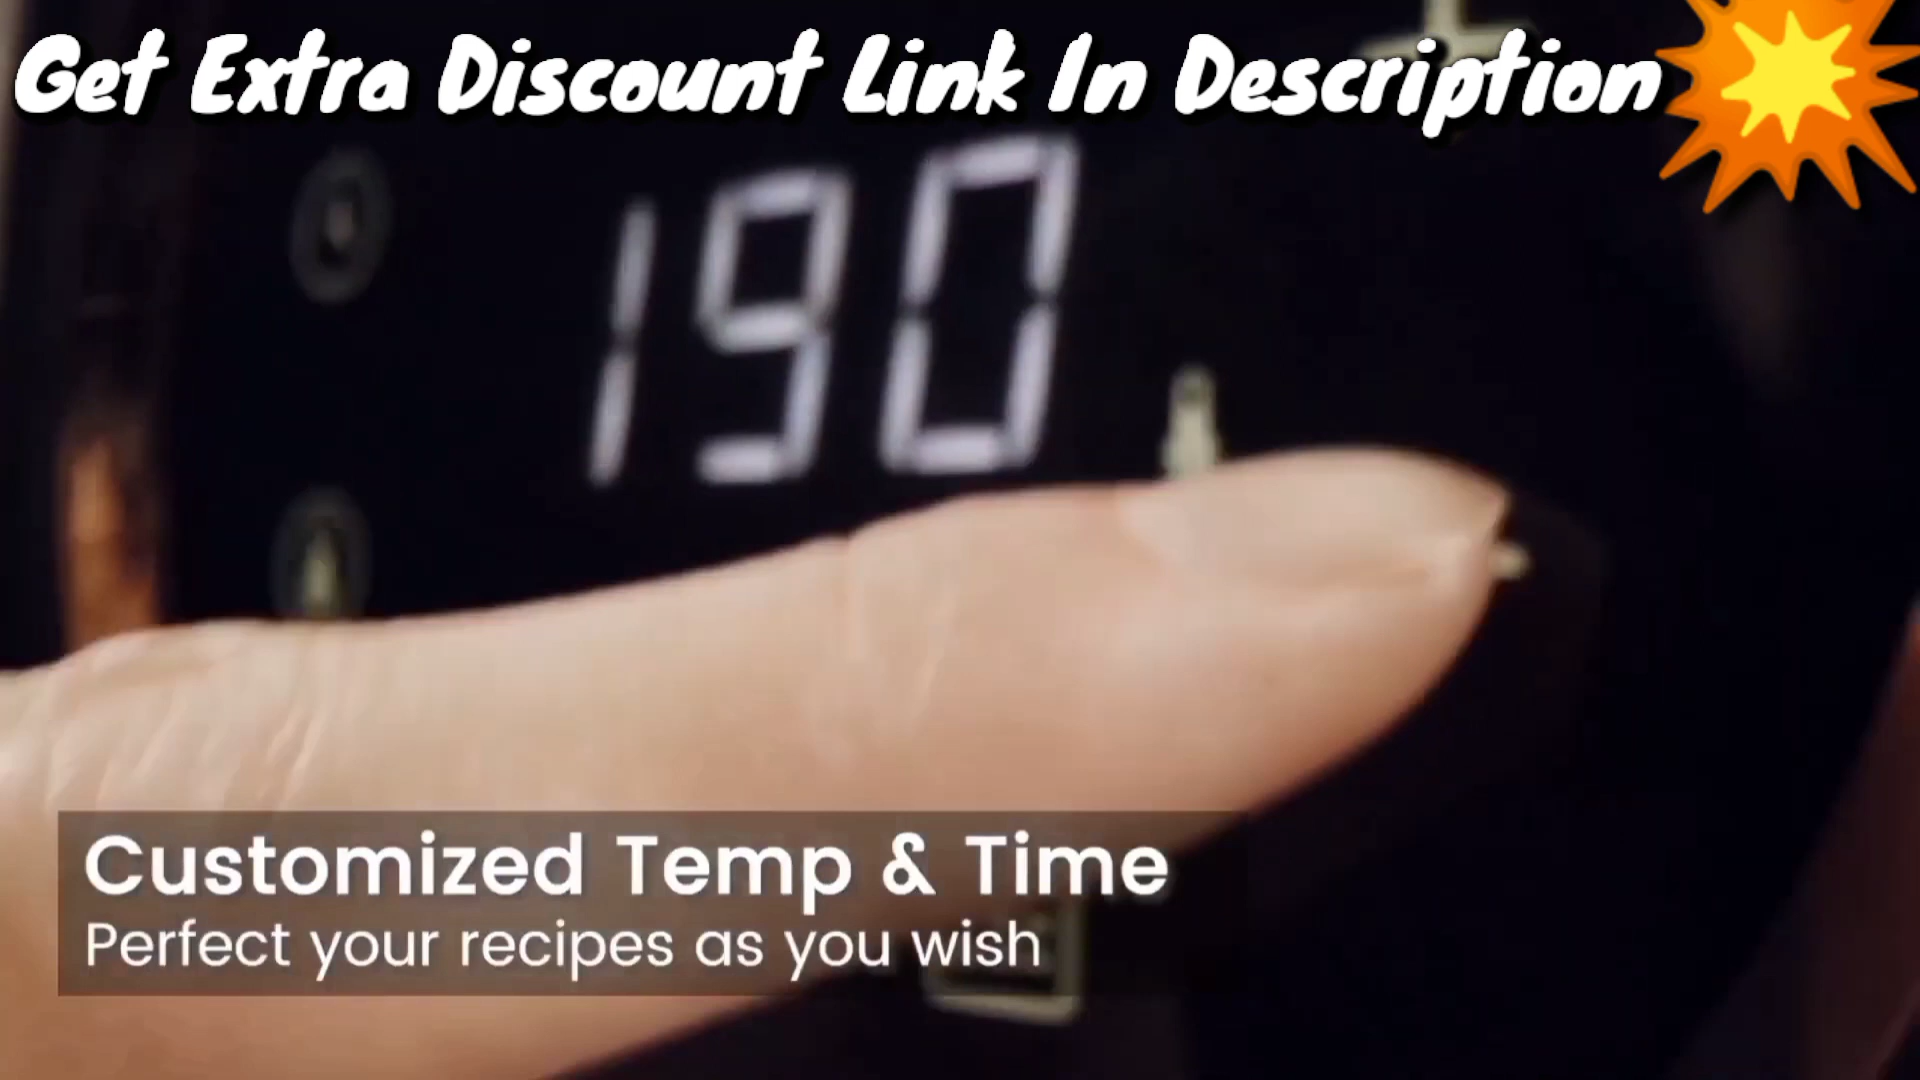 Get Extra Discount Link In Description
190
Customized Temp & Time
Perfect your recipes as you wish